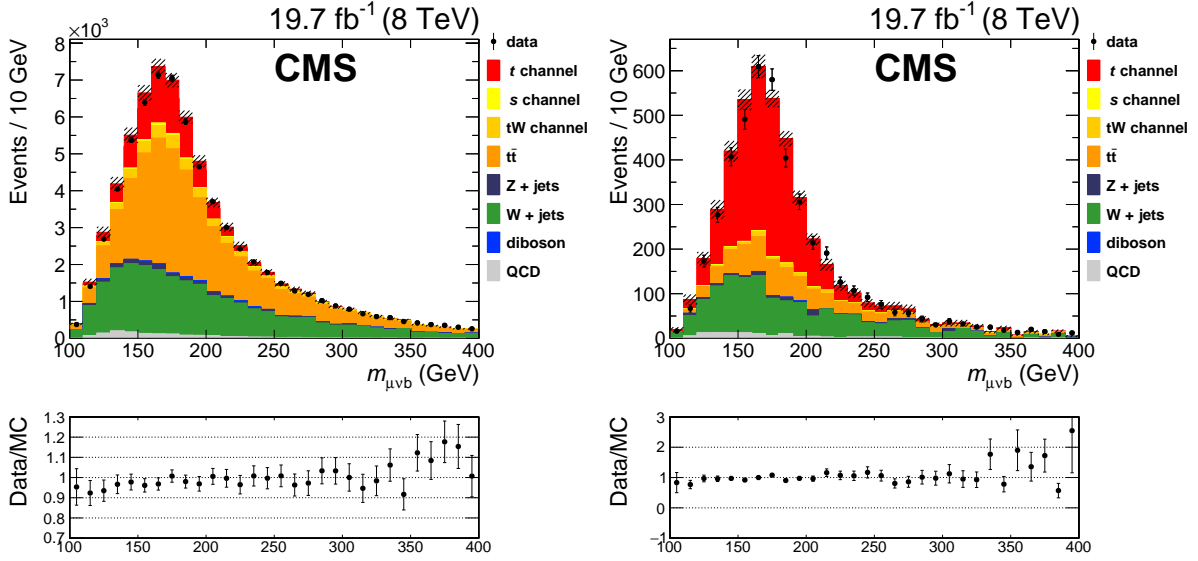 19.7 fb⁻¹ (8 TeV)
×10³
CMS
Events / 10 GeV
8
7
6
5
4
3
2
1
0
100 150 200 250 300 350 400
m_μνb (GeV)
data
t channel
s channel
tW channel
tt̄
Z + jets
W + jets
diboson
QCD
Data/MC
1.3
1.2
1.1
1
0.9
0.8
0.7
100 150 200 250 300 350 400
19.7 fb⁻¹ (8 TeV)
CMS
Events / 10 GeV
600
500
400
300
200
100
0
100 150 200 250 300 350 400
m_μνb (GeV)
data
t channel
s channel
tW channel
tt̄
Z + jets
W + jets
diboson
QCD
Data/MC
3
2
1
0
−1
100 150 200 250 300 350 400